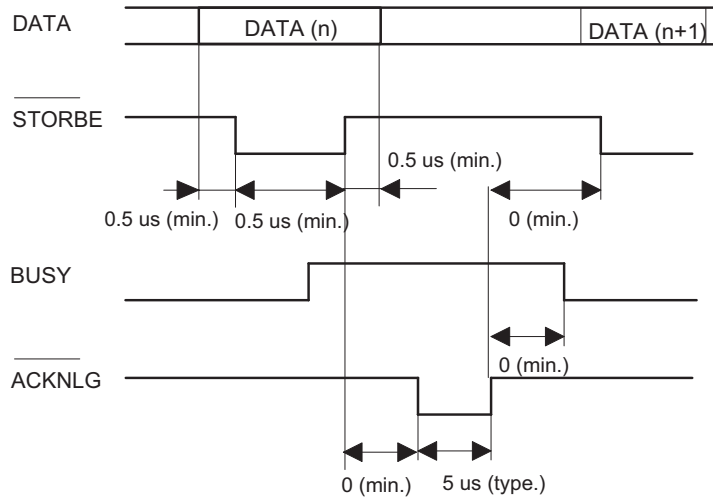 DATA
DATA (n)
DATA (n+1)
STORBE
0.5 us (min.)
0.5 us (min.)
0.5 us (min.)
0 (min.)
BUSY
0 (min.)
ACKNLG
0 (min.)
5 us (type.)